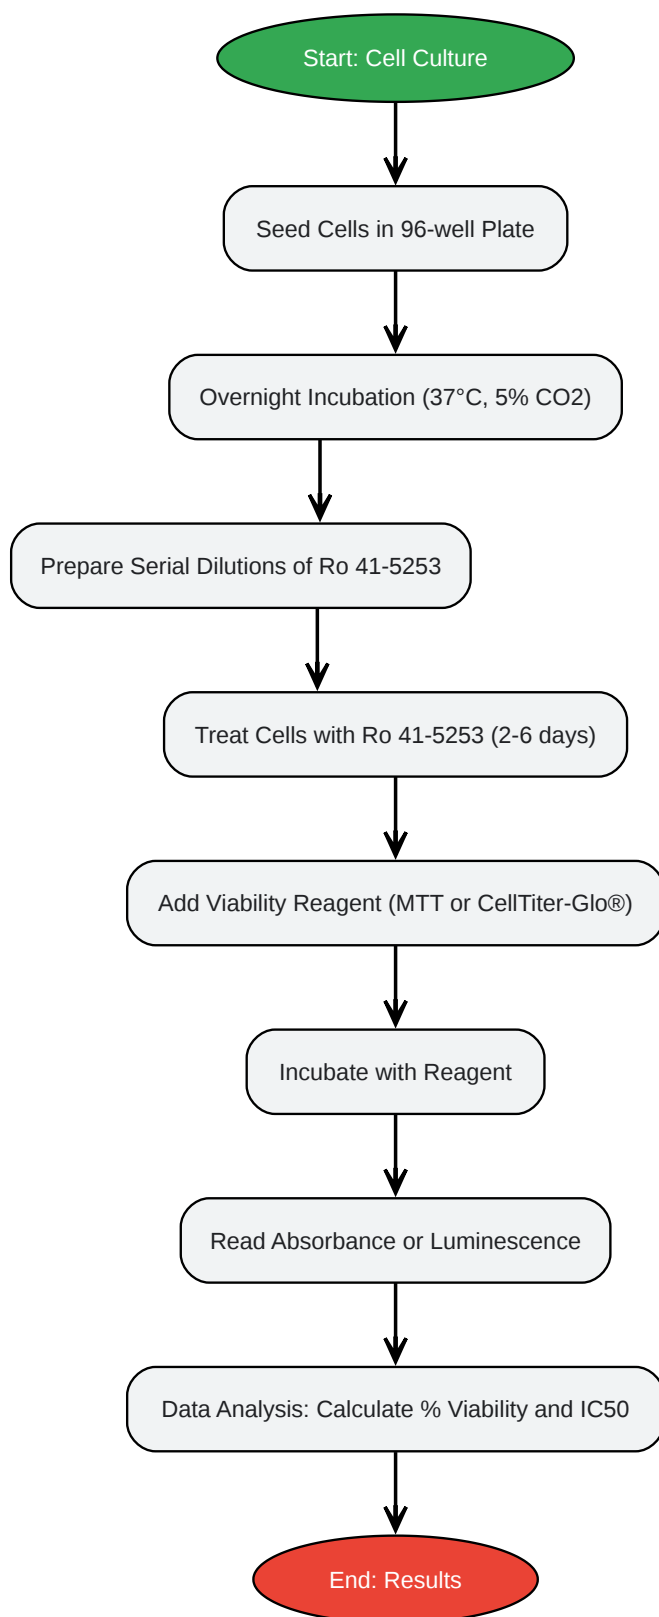 Start: Cell Culture
Seed Cells in 96-well Plate
Overnight Incubation (37°C, 5% CO2)
Prepare Serial Dilutions of Ro 41-5253
Treat Cells with Ro 41-5253 (2-6 days)
Add Viability Reagent (MTT or CellTiter-Glo®)
Incubate with Reagent
Read Absorbance or Luminescence
Data Analysis: Calculate % Viability and IC50
End: Results